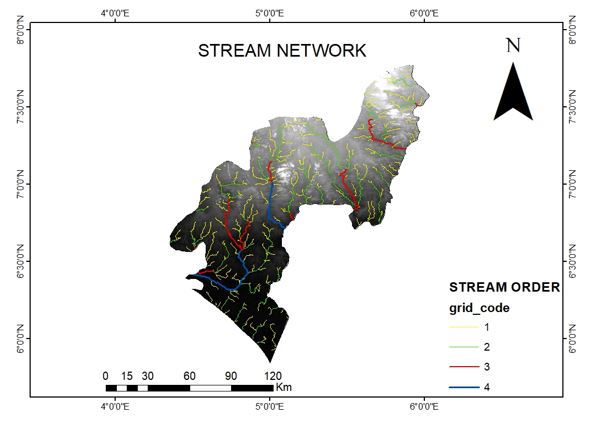 4°0'0"E 5°0'0"E 6°0'0"E
8°0'0"N 8°0'0"N
STREAM NETWORK
N
7°30'0"N 7°30'0"N
7°0'0"N 7°0'0"N
6°30'0"N 6°30'0"N
STREAM ORDER
grid_code
1
2
3
4
6°0'0"N 6°0'0"N
0 15 30 60 90 120
Km
4°0'0"E 5°0'0"E 6°0'0"E